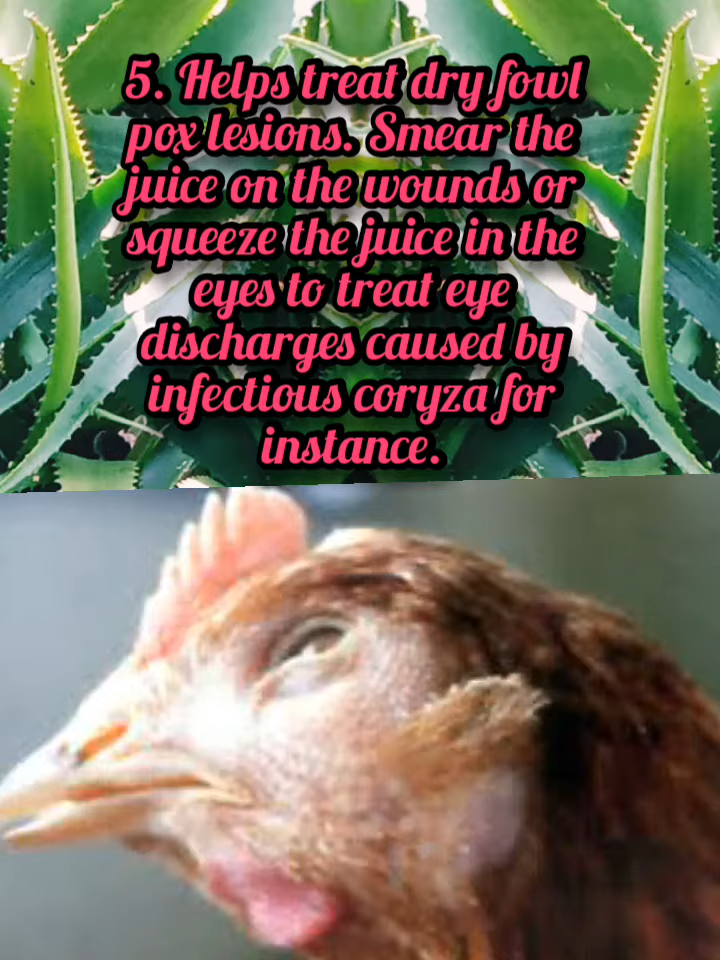 5. Helps treat dry fowl
pox lesions. Smear the
juice on the wounds or
squeeze the juice in the
eyes to treat eye
discharges caused by
infectious coryza for
instance.